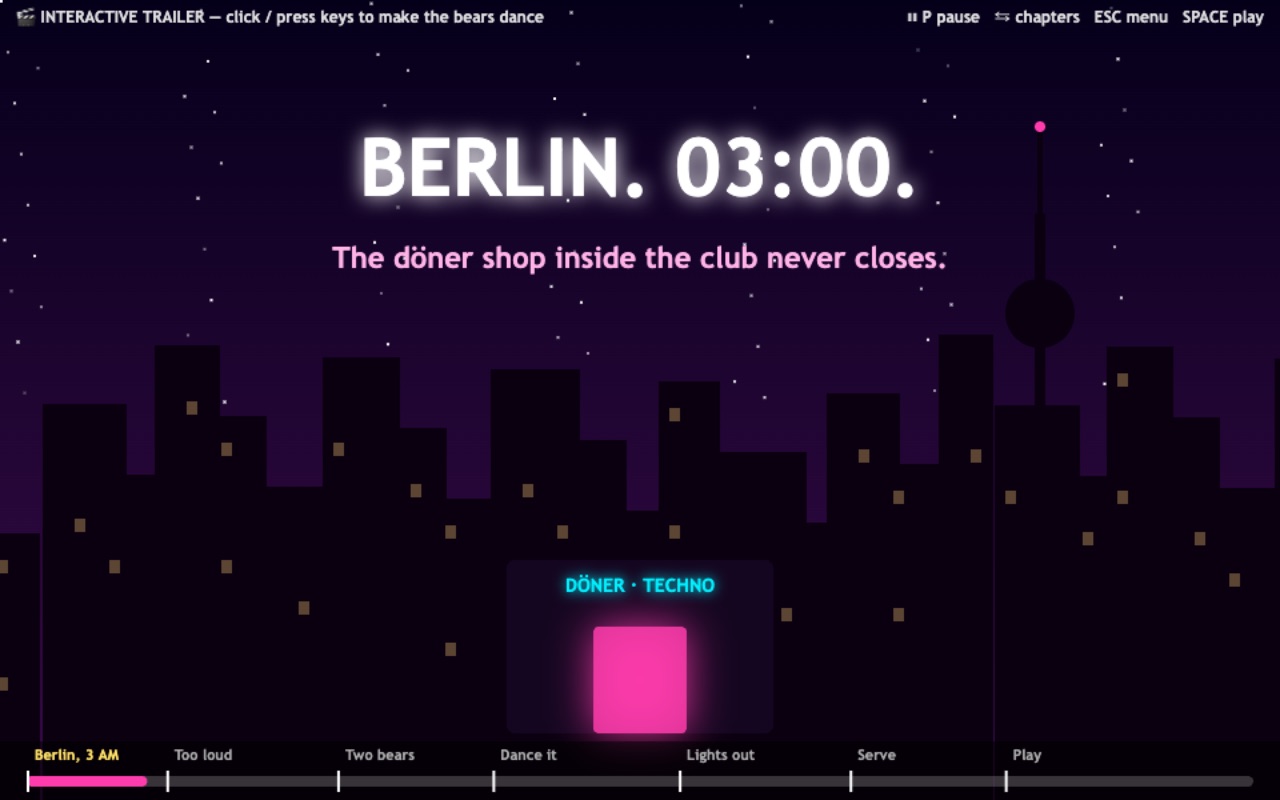 🎬 INTERACTIVE TRAILER — click / press keys to make the bears dance
⏸ P pause ⇆ chapters ESC menu SPACE play
BERLIN. 03:00.
The döner shop inside the club never closes.
DÖNER · TECHNO
Berlin, 3 AM Too loud Two bears Dance it Lights out Serve Play